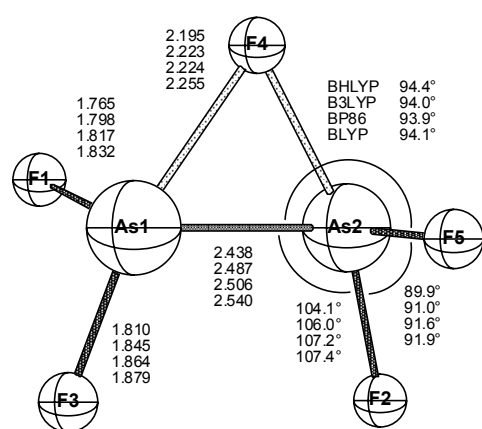 2.195
2.223
2.224
2.255
F4
BHLYP 94.4°
B3LYP 94.0°
BP86 93.9°
BLYP 94.1°
1.765
1.798
1.817
1.832
F1
As1
As2
F5
2.438
2.487
2.506
2.540
104.1°
106.0°
107.2°
107.4°
89.9°
91.0°
91.6°
91.9°
1.810
1.845
1.864
1.879
F3
F2